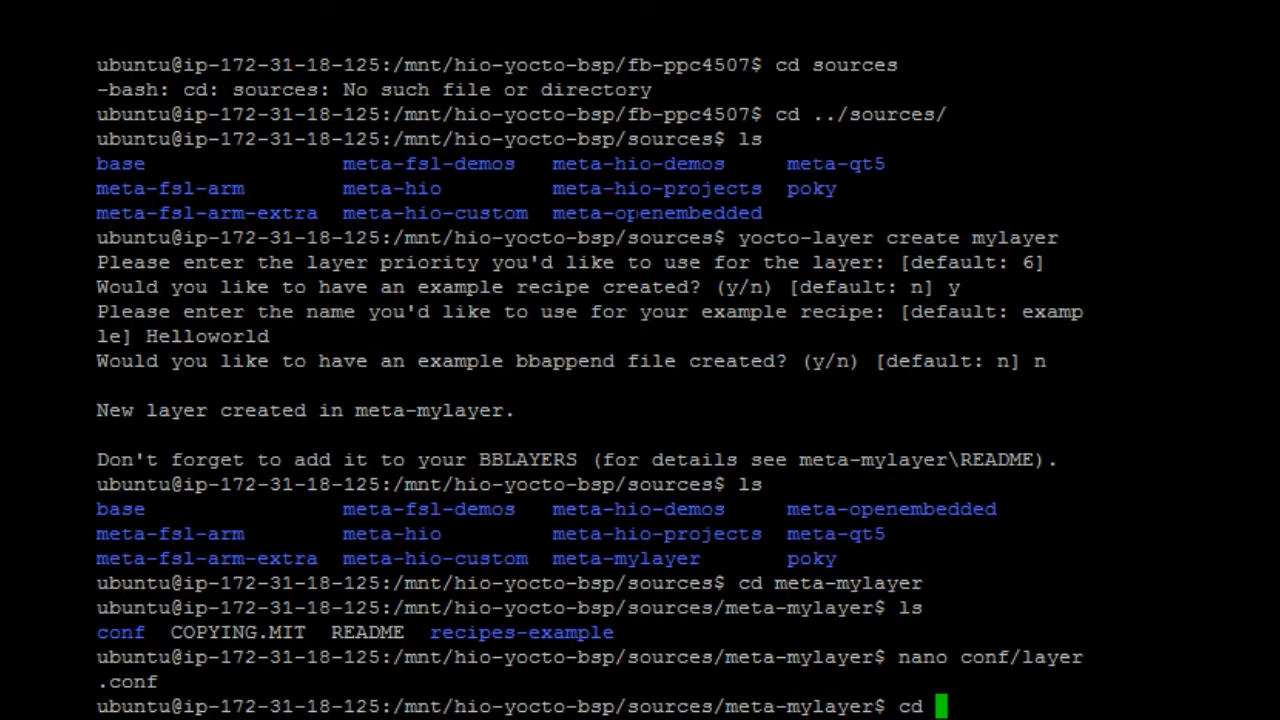 ubuntu@ip-172-31-18-125:/mnt/hio-yocto-bsp/fb-ppc4507$ cd sources
-bash: cd: sources: No such file or directory
ubuntu@ip-172-31-18-125:/mnt/hio-yocto-bsp/fb-ppc4507$ cd ../sources/
ubuntu@ip-172-31-18-125:/mnt/hio-yocto-bsp/sources$ ls
base                meta-fsl-demos   meta-hio-demos     meta-qt5
meta-fsl-arm        meta-hio         meta-hio-projects  poky
meta-fsl-arm-extra  meta-hio-custom  meta-openembedded
ubuntu@ip-172-31-18-125:/mnt/hio-yocto-bsp/sources$ yocto-layer create mylayer
Please enter the layer priority you'd like to use for the layer: [default: 6]
Would you like to have an example recipe created? (y/n) [default: n] y
Please enter the name you'd like to use for your example recipe: [default: examp
le] Helloworld
Would you like to have an example bbappend file created? (y/n) [default: n] n
New layer created in meta-mylayer.
Don't forget to add it to your BBLAYERS (for details see meta-mylayer\README).
ubuntu@ip-172-31-18-125:/mnt/hio-yocto-bsp/sources$ ls
base                meta-fsl-demos   meta-hio-demos     meta-openembedded
meta-fsl-arm        meta-hio         meta-hio-projects  meta-qt5
meta-fsl-arm-extra  meta-hio-custom  meta-mylayer       poky
ubuntu@ip-172-31-18-125:/mnt/hio-yocto-bsp/sources$ cd meta-mylayer
ubuntu@ip-172-31-18-125:/mnt/hio-yocto-bsp/sources/meta-mylayer$ ls
conf  COPYING.MIT  README  recipes-example
ubuntu@ip-172-31-18-125:/mnt/hio-yocto-bsp/sources/meta-mylayer$ nano conf/layer
.conf
ubuntu@ip-172-31-18-125:/mnt/hio-yocto-bsp/sources/meta-mylayer$ cd